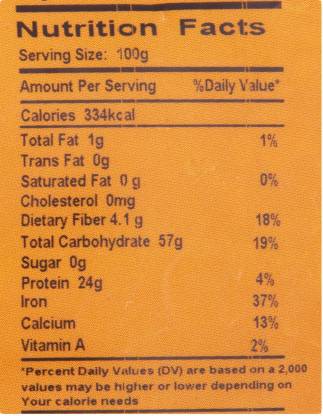 Nutrition Facts
Serving Size: 100g
Amount Per Serving %Daily Value*
Calories 334kcal
Total Fat 1g 1%
Trans Fat 0g
Saturated Fat 0 g 0%
Cholesterol 0mg
Dietary Fiber 4.1 g 18%
Total Carbohydrate 57g 19%
Sugar 0g
Protein 24g 4%
Iron 37%
Calcium 13%
Vitamin A 2%
*Percent Daily Values (DV) are based on a 2,000
values may be higher or lower depending on
Your calorie needs